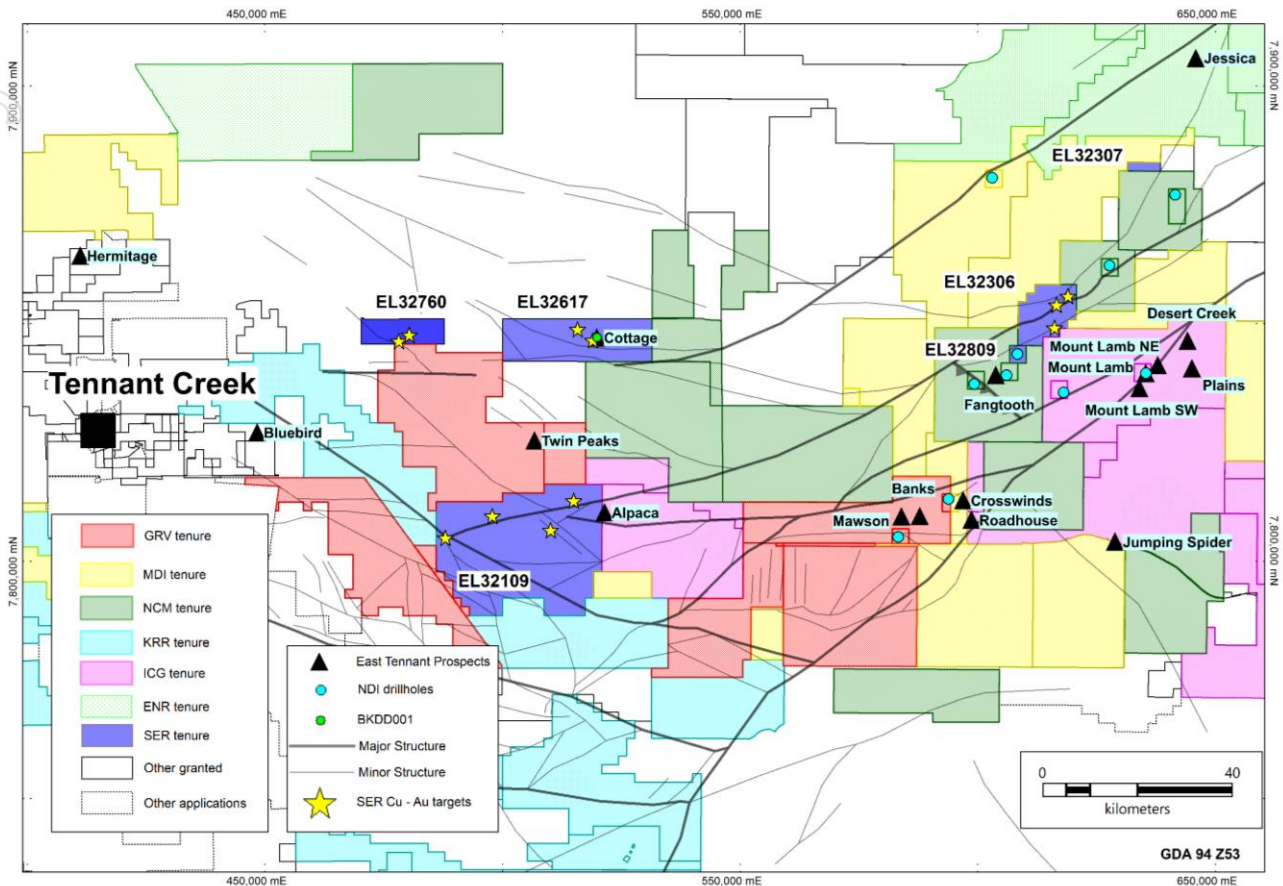 450,000 mE
550,000 mE
650,000 mE
7,900,000 mN
7,900,000 mN
Jessica
EL32307
Hermitage
EL32760
EL32617
EL32306
Cottage
Desert Creek
Mount Lamb NE
EL32809
Mount Lamb
Tennant Creek
Plains
Fangtooth
Mount Lamb SW
Bluebird
Twin Peaks
Banks
Crosswinds
Alpaca
Mawson
Roadhouse
Jumping Spider
7,800,000 mN
7,800,000 mN
EL32109
GRV tenure
MDI tenure
NCM tenure
KRR tenure
ICG tenure
ENR tenure
SER tenure
Other granted
Other applications
East Tennant Prospects
NDI drillholes
BKDD001
Major Structure
Minor Structure
SER Cu - Au targets
0
40
kilometers
GDA 94 Z53
450,000 mE
550,000 mE
650,000 mE